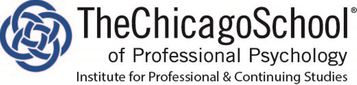 TheChicagoSchool®
of Professional Psychology
Institute for Professional & Continuing Studies